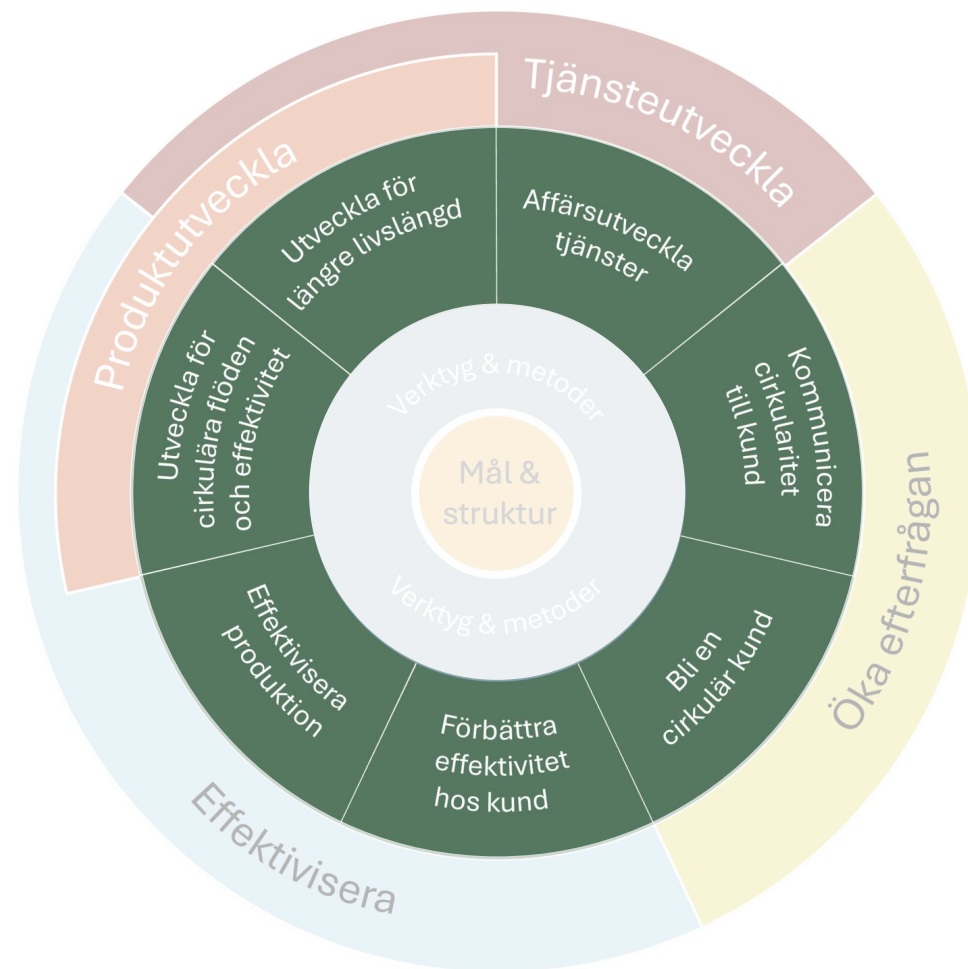 Tjänsteutveckla
Produktutveckla
Öka efterfrågan
Effektivisera
Affärsutveckla
tjänster
Kommunicera
cirkularitet
till kund
Bli en
cirkulär kund
Förbättra
effektivitet
hos kund
Effektivisera
produktion
Utveckla för
cirkulära flöden
och effektivitet
Utveckla för
längre livslängd
Verktyg & metoder
Mål &
struktur
Verktyg & metoder